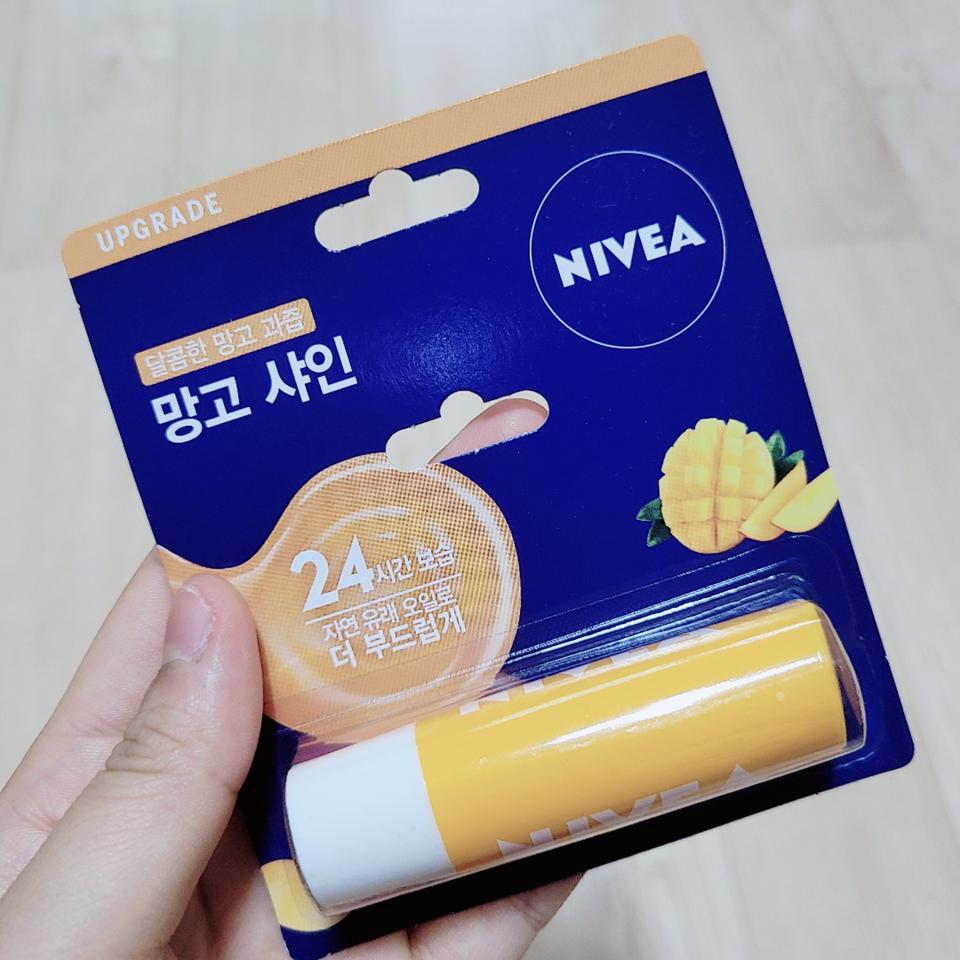 UPGRADE
NIVEA
달콤한 망고 과즙
망고 샤인
24시간 보습
자연 유래 오일로
더 부드럽게
NIVEA